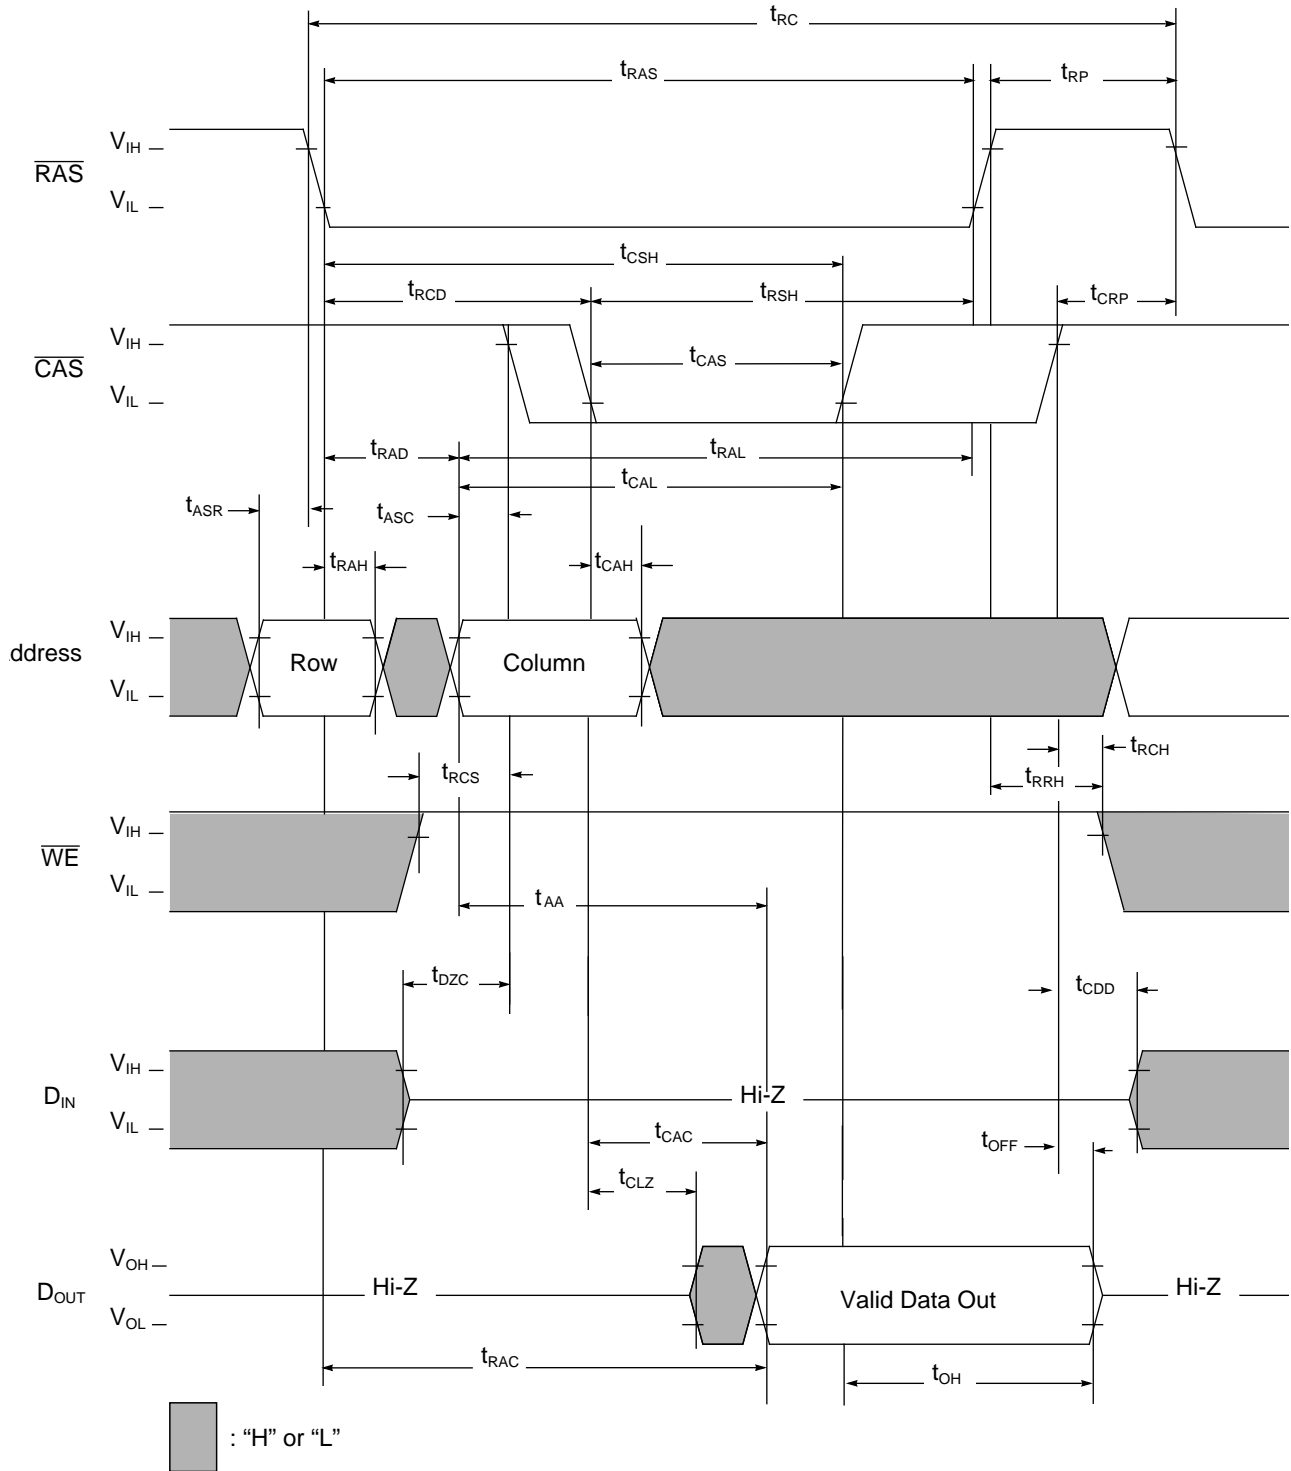 tRC
tRAS
tRP
VIH
RAS
VIL
tCSH
tRCD
tRSH
tCRP
VIH
CAS
tCAS
VIL
tRAD
tRAL
tCAL
tASR
tASC
tRAH
tCAH
VIH
ddress
Row
Column
VIL
tRCH
tRCS
tRRH
VIH
WE
VIL
tAA
tDZC
tCDD
VIH
DIN
Hi-Z
VIL
tCAC
tOFF
tCLZ
VOH
DOUT
Hi-Z
Valid Data Out
Hi-Z
VOL
tRAC
tOH
: “H” or “L”